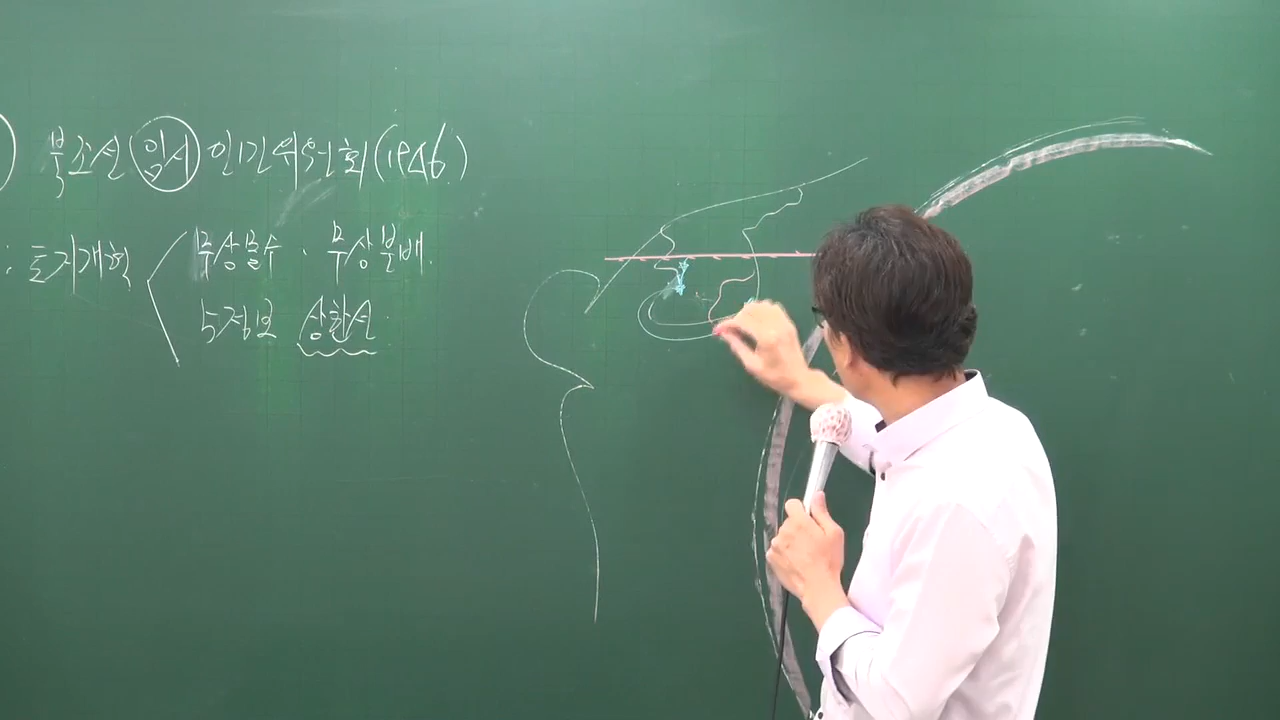 북조선 임시 인민위원회(1946.)
: 토지개혁 < 무상몰수 · 무상분배.
5정보 상한선.